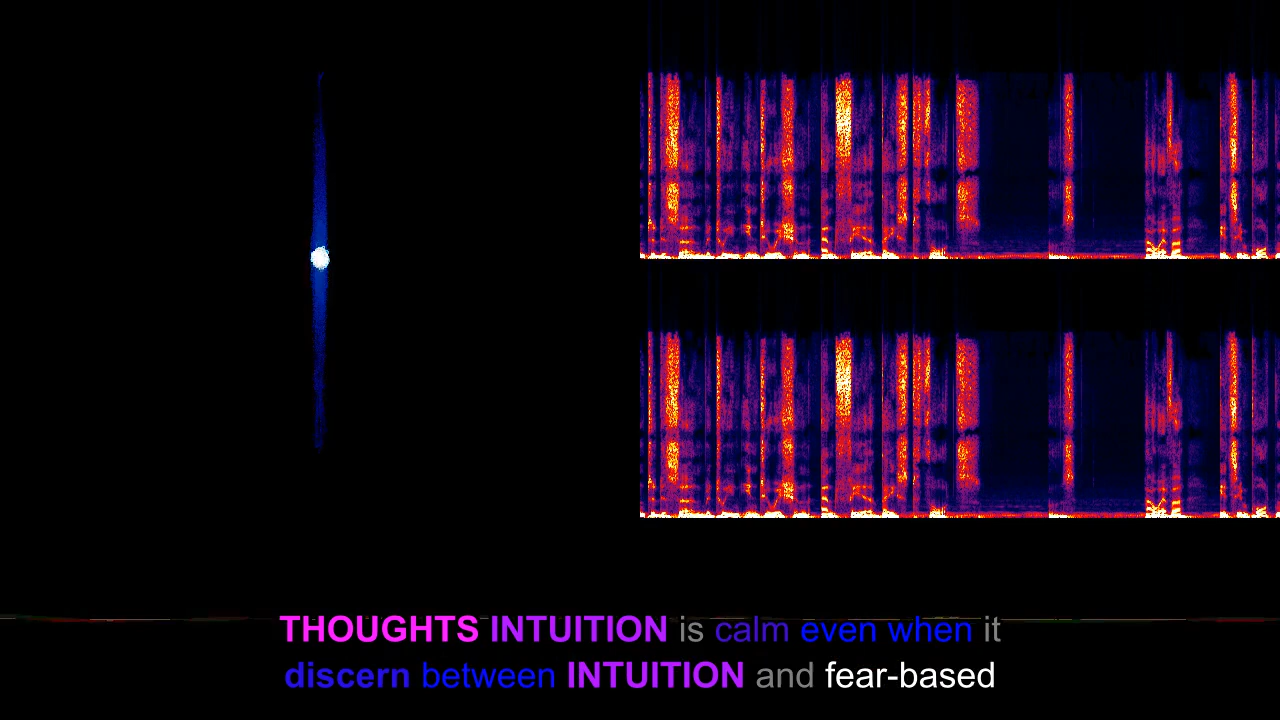 THOUGHTS INTUITION is calm even when it
discern between INTUITION and fear-based